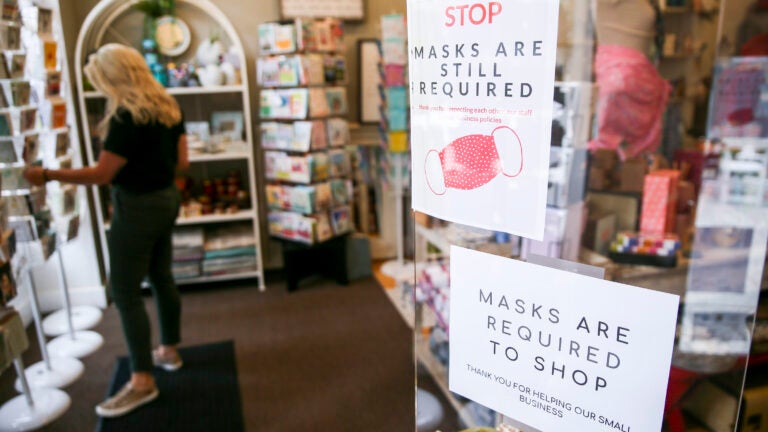 STOP
MASKS ARE
STILL
REQUIRED
MASKS ARE
REQUIRED
TO SHOP
THANK YOU FOR HELPING OUR SMALL
BUSINESS